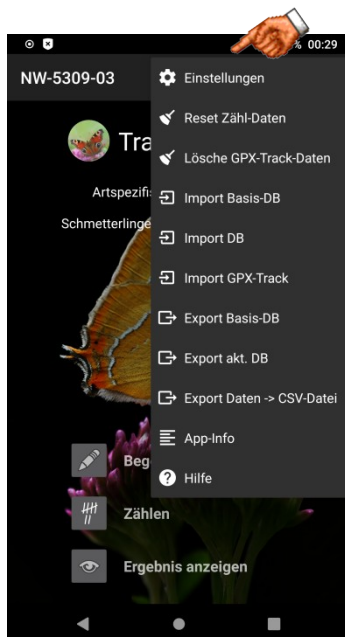 % 00:29
NW-5309-03
Einstellungen
Reset Zähl-Daten
Lösche GPX-Track-Daten
Import Basis-DB
Import DB
Import GPX-Track
Export Basis-DB
Export akt. DB
Export Daten -> CSV-Datei
App-Info
Hilfe
Tra
Artspezifi
Schmetterlinge
Beg
Zählen
Ergebnis anzeigen